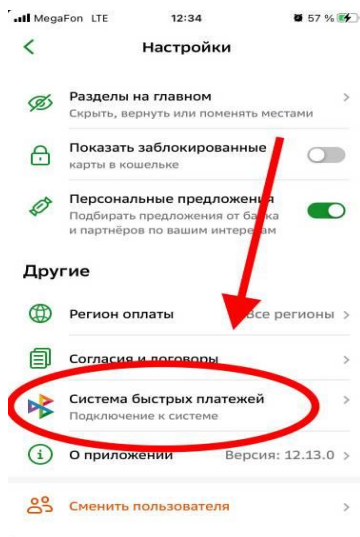 MegaFon LTE 12:34 57 %
Настройки
Разделы на главном
Скрыть, вернуть или поменять местами
Показать заблокированные
карты в кошельке
Персональные предложения
Подбирать предложения от банка
и партнёров по вашим интересам
Другие
Регион оплаты Все регионы
Согласия и договоры
Система быстрых платежей
Подключение к системе
О приложении Версия: 12.13.0
Сменить пользователя